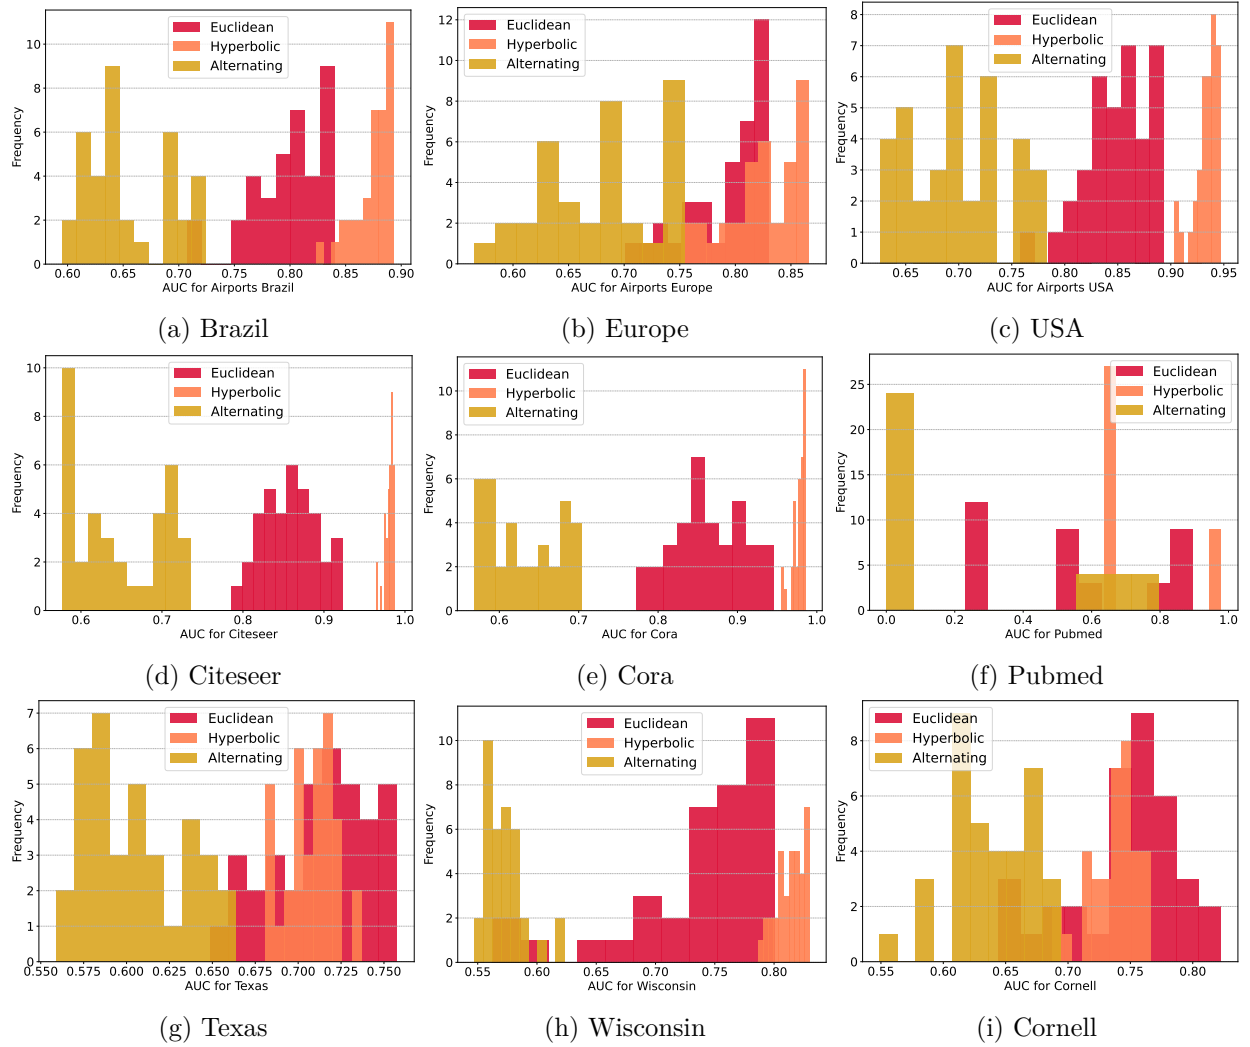 Euclidean
Hyperbolic
Alternating
Frequency
0 2 4 6 8 10
0.60 0.65 0.70 0.75 0.80 0.85 0.90
AUC for Airports Brazil
(a) Brazil
Euclidean
Hyperbolic
Alternating
Frequency
0 2 4 6 8 10 12
0.60 0.65 0.70 0.75 0.80 0.85
AUC for Airports Europe
(b) Europe
Euclidean
Hyperbolic
Alternating
Frequency
0 1 2 3 4 5 6 7 8
0.65 0.70 0.75 0.80 0.85 0.90 0.95
AUC for Airports USA
(c) USA
Euclidean
Hyperbolic
Alternating
Frequency
0 2 4 6 8 10
0.6 0.7 0.8 0.9 1.0
AUC for Citeseer
(d) Citeseer
Euclidean
Hyperbolic
Alternating
Frequency
0 2 4 6 8 10
0.6 0.7 0.8 0.9 1.0
AUC for Cora
(e) Cora
Euclidean
Hyperbolic
Alternating
Frequency
0 5 10 15 20 25
0.0 0.2 0.4 0.6 0.8 1.0
AUC for Pubmed
(f) Pubmed
Euclidean
Hyperbolic
Alternating
Frequency
0 1 2 3 4 5 6 7
0.550 0.575 0.600 0.625 0.650 0.675 0.700 0.725 0.750
AUC for Texas
(g) Texas
Euclidean
Hyperbolic
Alternating
Frequency
0 2 4 6 8 10
0.55 0.60 0.65 0.70 0.75 0.80
AUC for Wisconsin
(h) Wisconsin
Euclidean
Hyperbolic
Alternating
Frequency
0 2 4 6 8
0.55 0.60 0.65 0.70 0.75 0.80
AUC for Cornell
(i) Cornell